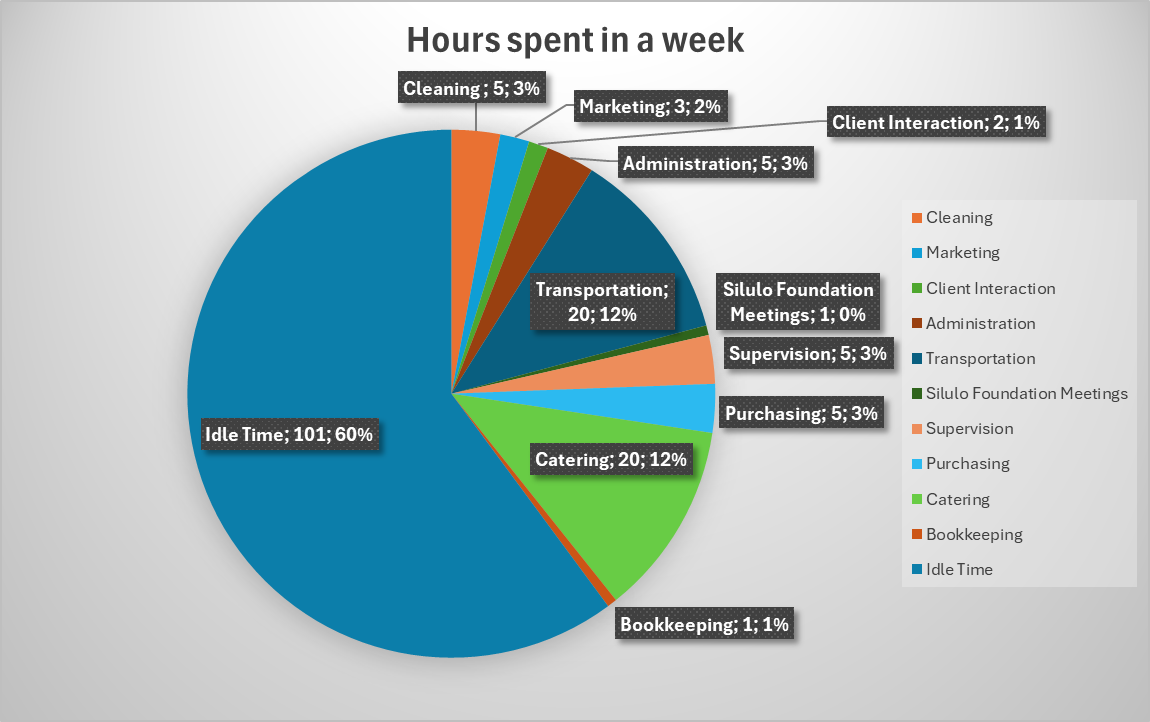 Hours spent in a week
Cleaning ; 5; 3%
Marketing; 3; 2%
Client Interaction; 2; 1%
Administration; 5; 3%
Transportation;
20; 12%
Silulo Foundation
Meetings; 1; 0%
Supervision; 5; 3%
Purchasing; 5; 3%
Catering; 20; 12%
Idle Time; 101; 60%
Bookkeeping; 1; 1%
Cleaning
Marketing
Client Interaction
Administration
Transportation
Silulo Foundation Meetings
Supervision
Purchasing
Catering
Bookkeeping
Idle Time